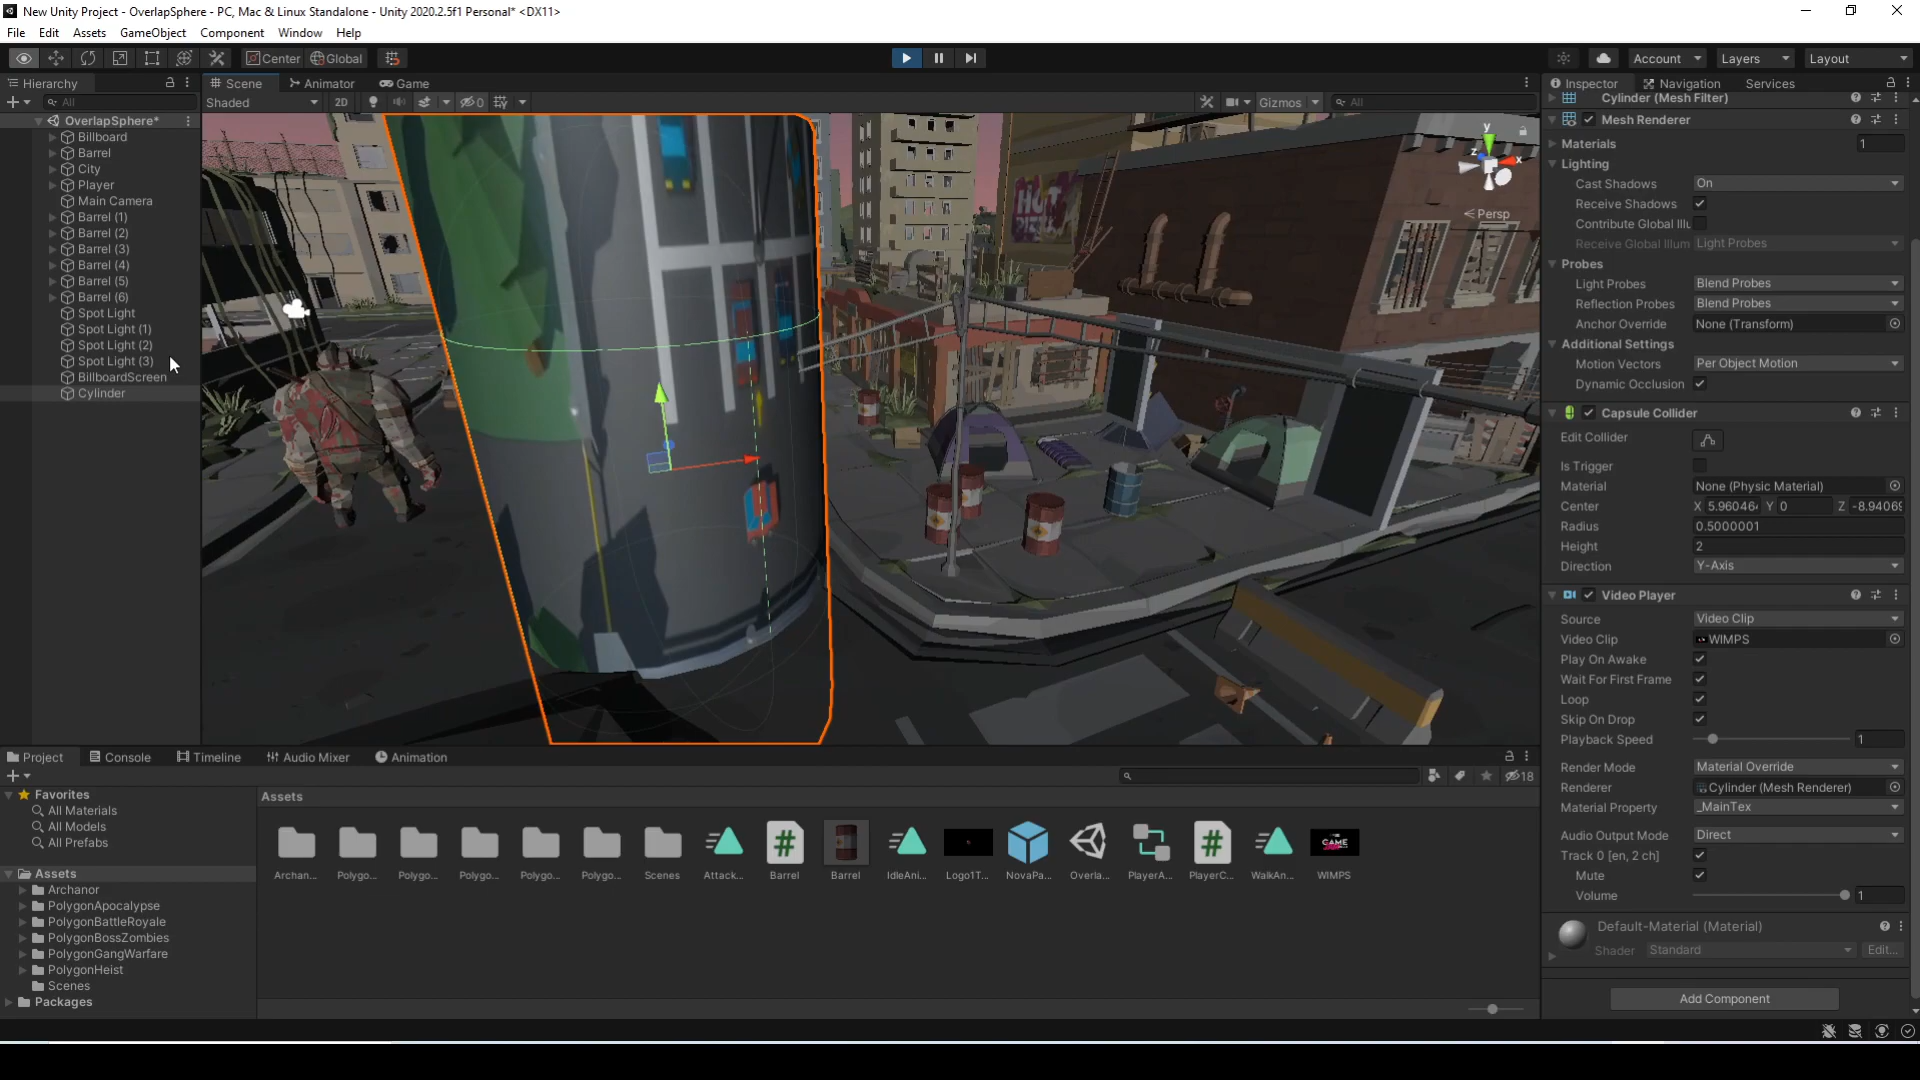 New Unity Project - OverlapSphere - PC, Mac & Linux Standalone - Unity 2020.2.5f1 Personal* <DX11>
File Edit Assets GameObject Component Window Help
Center Global Account Layers Layout
Hierarchy Scene Animator Game Inspector Navigation Services
All Shaded 2D 0 Gizmos All
OverlapSphere*
Billboard
Barrel
City
Player
Main Camera
Barrel (1)
Barrel (2)
Barrel (3)
Barrel (4)
Barrel (5)
Barrel (6)
Spot Light
Spot Light (1)
Spot Light (2)
Spot Light (3)
BillboardScreen
Cylinder
y
z
x
Persp
HOT
Cylinder (Mesh Filter)
Mesh Renderer
Materials 1
Lighting
Cast Shadows On
Receive Shadows
Contribute Global Illu
Receive Global Illum Light Probes
Probes
Light Probes Blend Probes
Reflection Probes Blend Probes
Anchor Override None (Transform)
Additional Settings
Motion Vectors Per Object Motion
Dynamic Occlusion
Capsule Collider
Edit Collider
Is Trigger
Material None (Physic Material)
Center X 5.96046 Y 0 Z -8.94069
Radius 0.5000001
Height 2
Direction Y-Axis
Video Player
Source Video Clip
Video Clip WIMPS
Play On Awake
Wait For First Frame
Loop
Skip On Drop
Playback Speed 1
Render Mode Material Override
Renderer Cylinder (Mesh Renderer)
Material Property _MainTex
Audio Output Mode Direct
Track 0 [en, 2 ch]
Mute
Volume 1
Default-Material (Material)
Shader Standard Edit...
Add Component
Project Console Timeline Audio Mixer Animation
18
Favorites
All Materials
All Models
All Prefabs
Assets
Archanor
PolygonApocalypse
PolygonBattleRoyale
PolygonBossZombies
PolygonGangWarfare
PolygonHeist
Scenes
Packages
Assets
GAME
Archan... Polygo... Polygo... Polygo... Polygo... Polygo... Scenes Attack... Barrel Barrel IdleAni... Logo1T... NovaPa... Overla... PlayerA... PlayerC... WalkAn... WIMPS